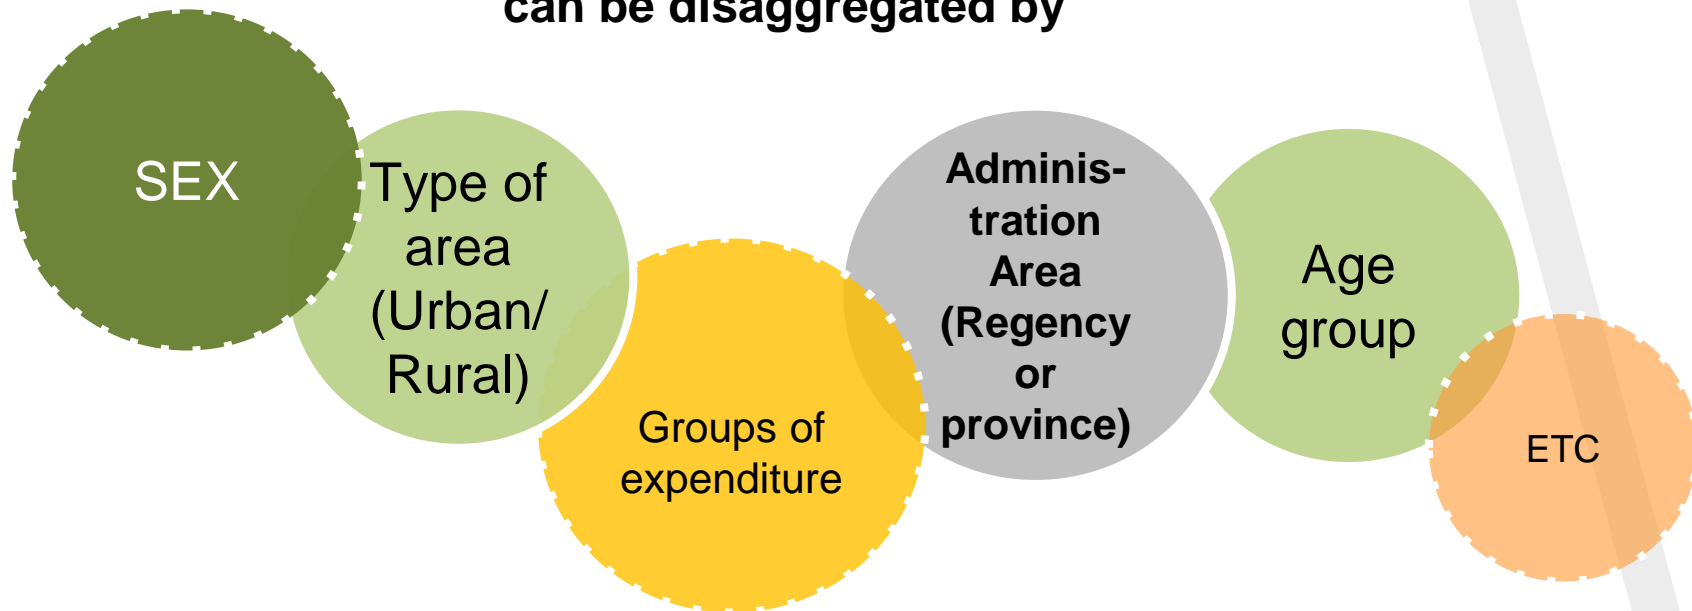 can be disaggregated by
SEX
Type of
area
(Urban/
Rural)
Groups of
expenditure
Adminis-
tration
Area
(Regency
or
province)
Age
group
ETC